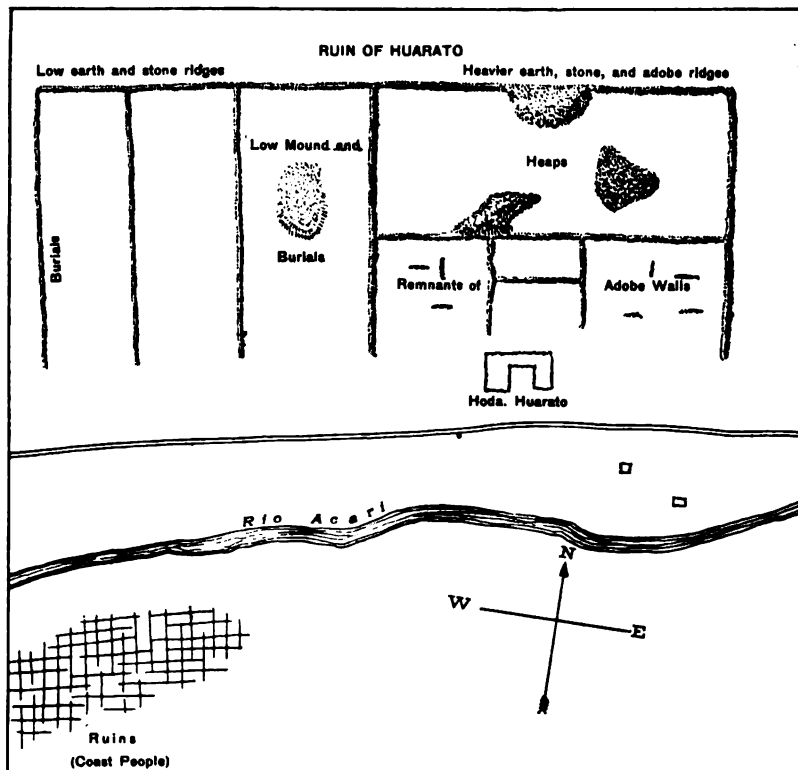 RUIN OF HUARATO
Low earth and stone ridges
Heavier earth, stone, and adobe ridges
Low Mound and
Heaps
Burials
Burials
Remnants of
Adobe Walls
Hoda. Huarato
Rio Acari
N
W
E
Ruins
(Coast People)